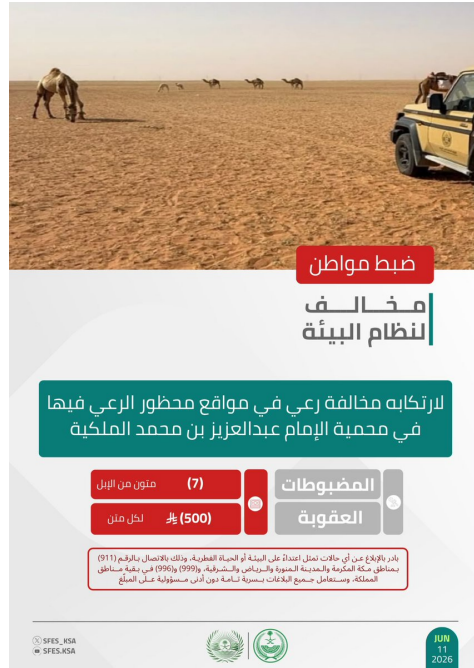 ضبط مواطن
مخالف
لنظام البيئة
لارتكابه مخالفة رعي في مواقع محظور الرعي فيها
في محمية الإمام عبدالعزيز بن محمد الملكية
المضبوطات (7) متون من الإبل
العقوبة (500) لكل متن
بادر بالإبلاغ عن أي حالات تمثل اعتداءً على البيئة أو الحياة الفطرية، وذلك بالاتصال بالرقم (911)
بمناطق مكة المكرمة والمدينة المنورة والرياض والشرقية، و(999) و(996) في بقية مناطق
المملكة، وستعامل جميع البلاغات بسرية تامة دون أدنى مسؤولية على المبلّغ
SFES_KSA
SFES.KSA
JUN
11
2026